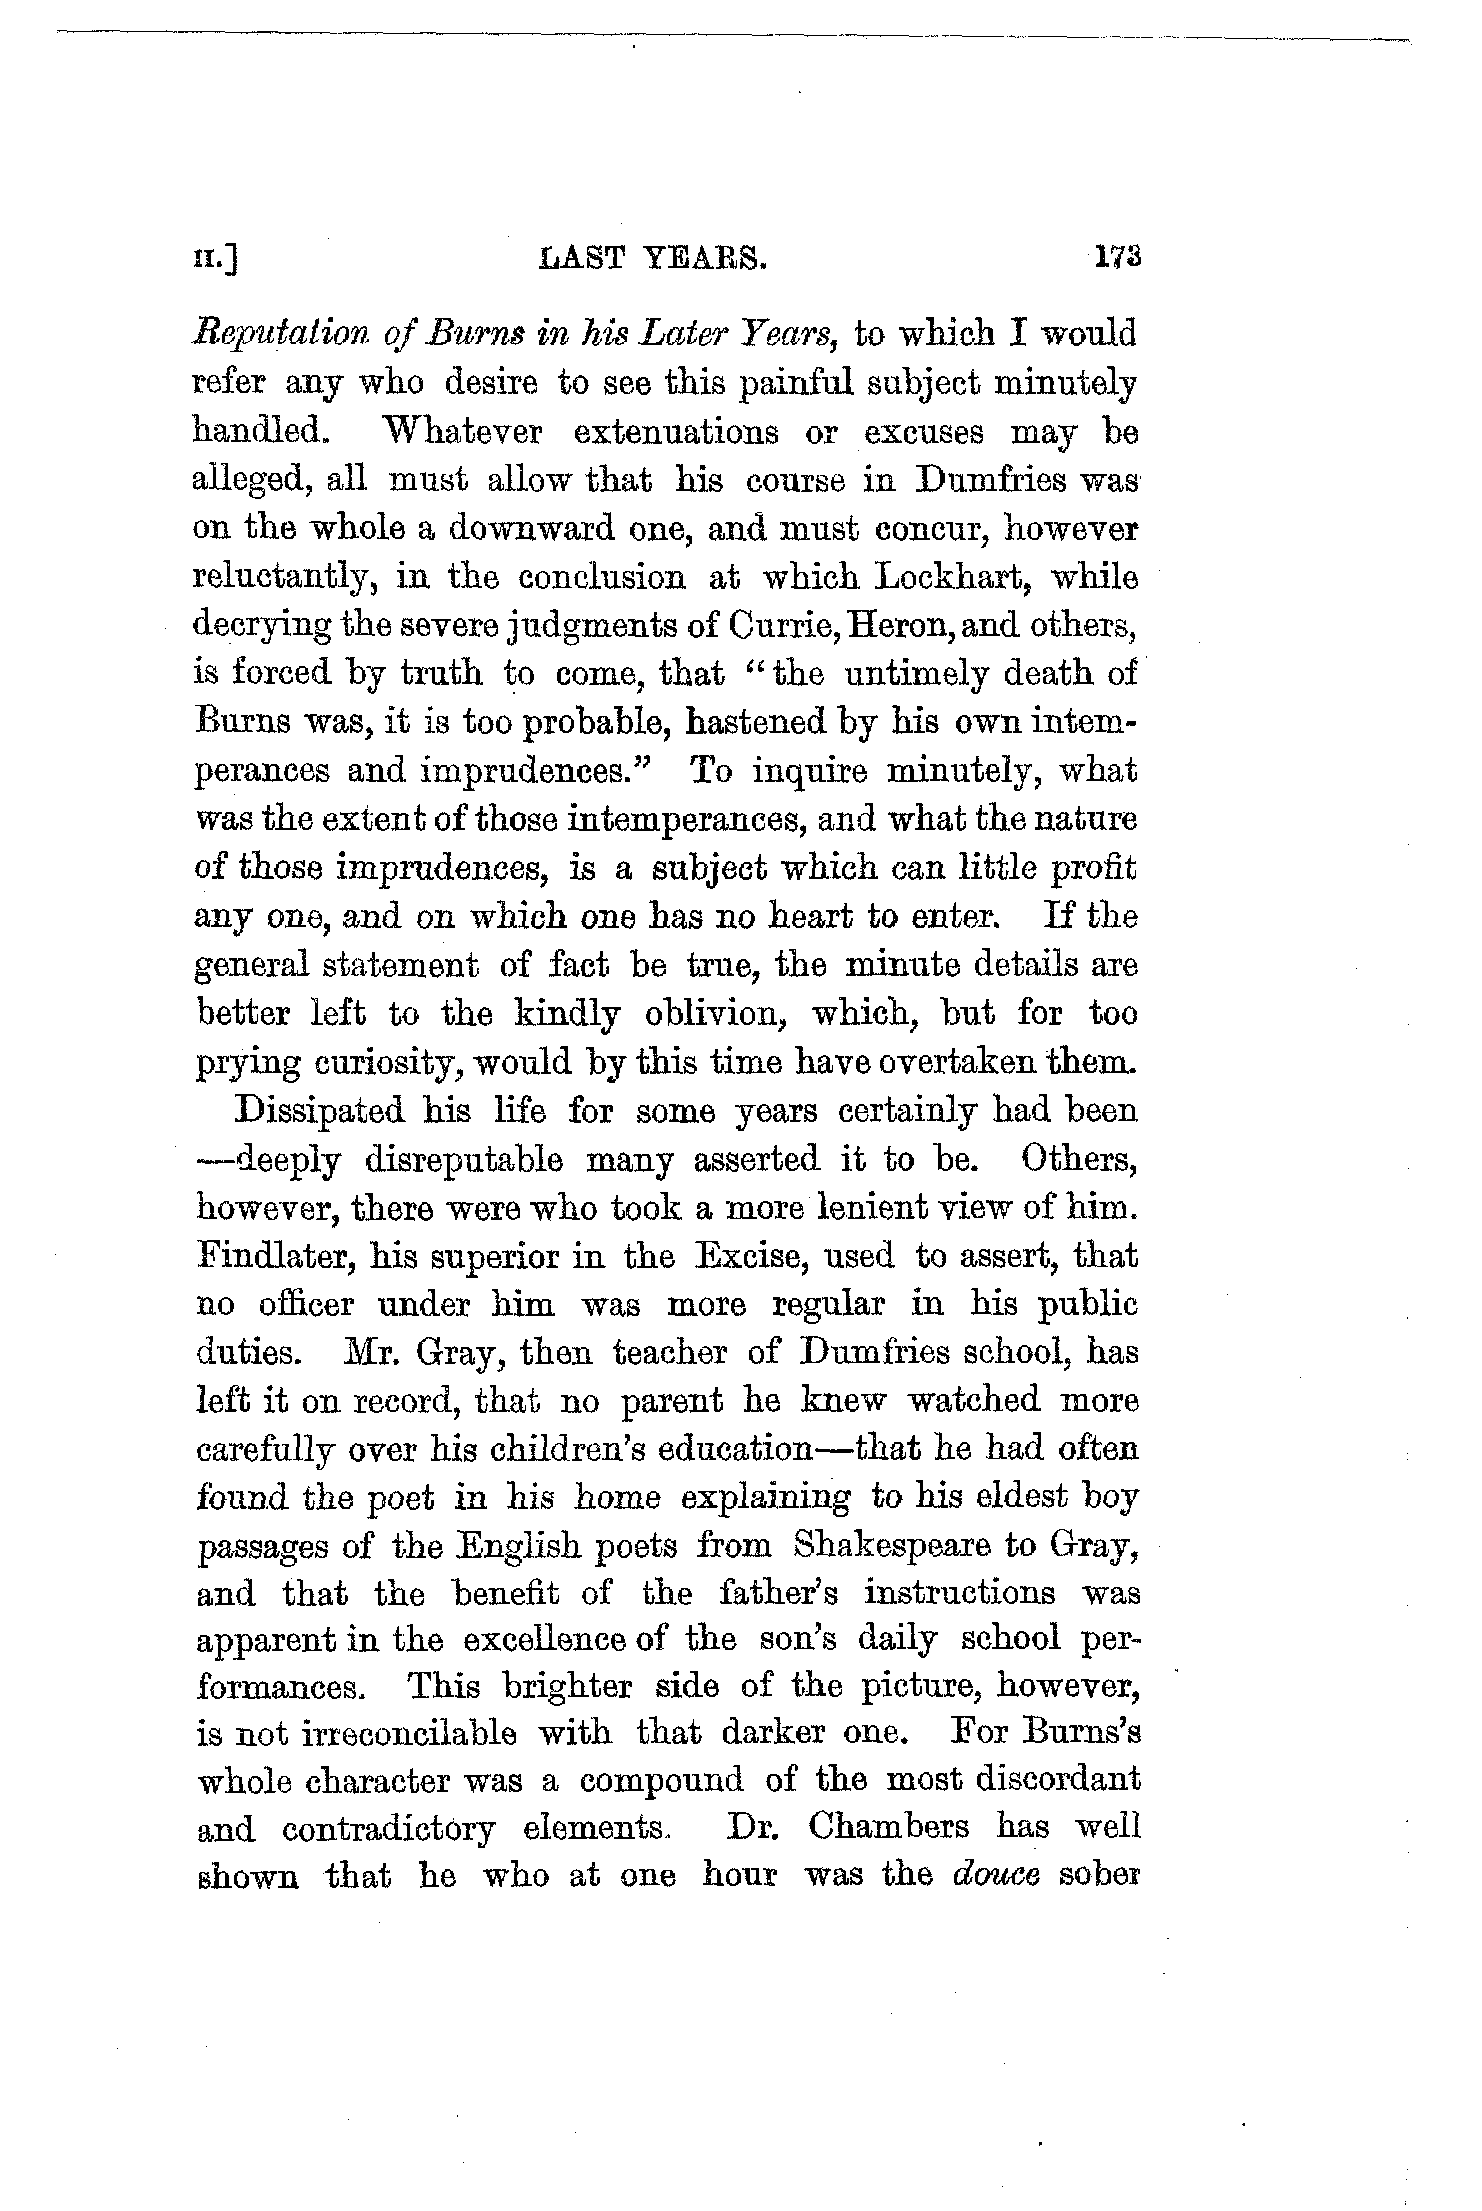 II.] LAST YEARS. 173
Reputation of Burns in his Later Years, to which I would
refer any who desire to see this painful subject minutely
handled. Whatever extenuations or excuses may be
alleged, all must allow that his course in Dumfries was
on the whole a downward one, and must concur, however
reluctantly, in the conclusion at which Lockhart, while
decrying the severe judgments of Currie, Heron, and others,
is forced by truth to come, that “the untimely death of
Burns was, it is too probable, hastened by his own intem-
perances and imprudences.” To inquire minutely, what
was the extent of those intemperances, and what the nature
of those imprudences, is a subject which can little profit
any one, and on which one has no heart to enter. If the
general statement of fact be true, the minute details are
better left to the kindly oblivion, which, but for too
prying curiosity, would by this time have overtaken them.
Dissipated his life for some years certainly had been
—deeply disreputable many asserted it to be. Others,
however, there were who took a more lenient view of him.
Findlater, his superior in the Excise, used to assert, that
no officer under him was more regular in his public
duties. Mr. Gray, then teacher of Dumfries school, has
left it on record, that no parent he knew watched more
carefully over his children's education—that he had often
found the poet in his home explaining to his eldest boy
passages of the English poets from Shakespeare to Gray,
and that the benefit of the father's instructions was
apparent in the excellence of the son's daily school per-
formances. This brighter side of the picture, however,
is not irreconcilable with that darker one. For Burns's
whole character was a compound of the most discordant
and contradictory elements. Dr. Chambers has well
shown that he who at one hour was the douce sober